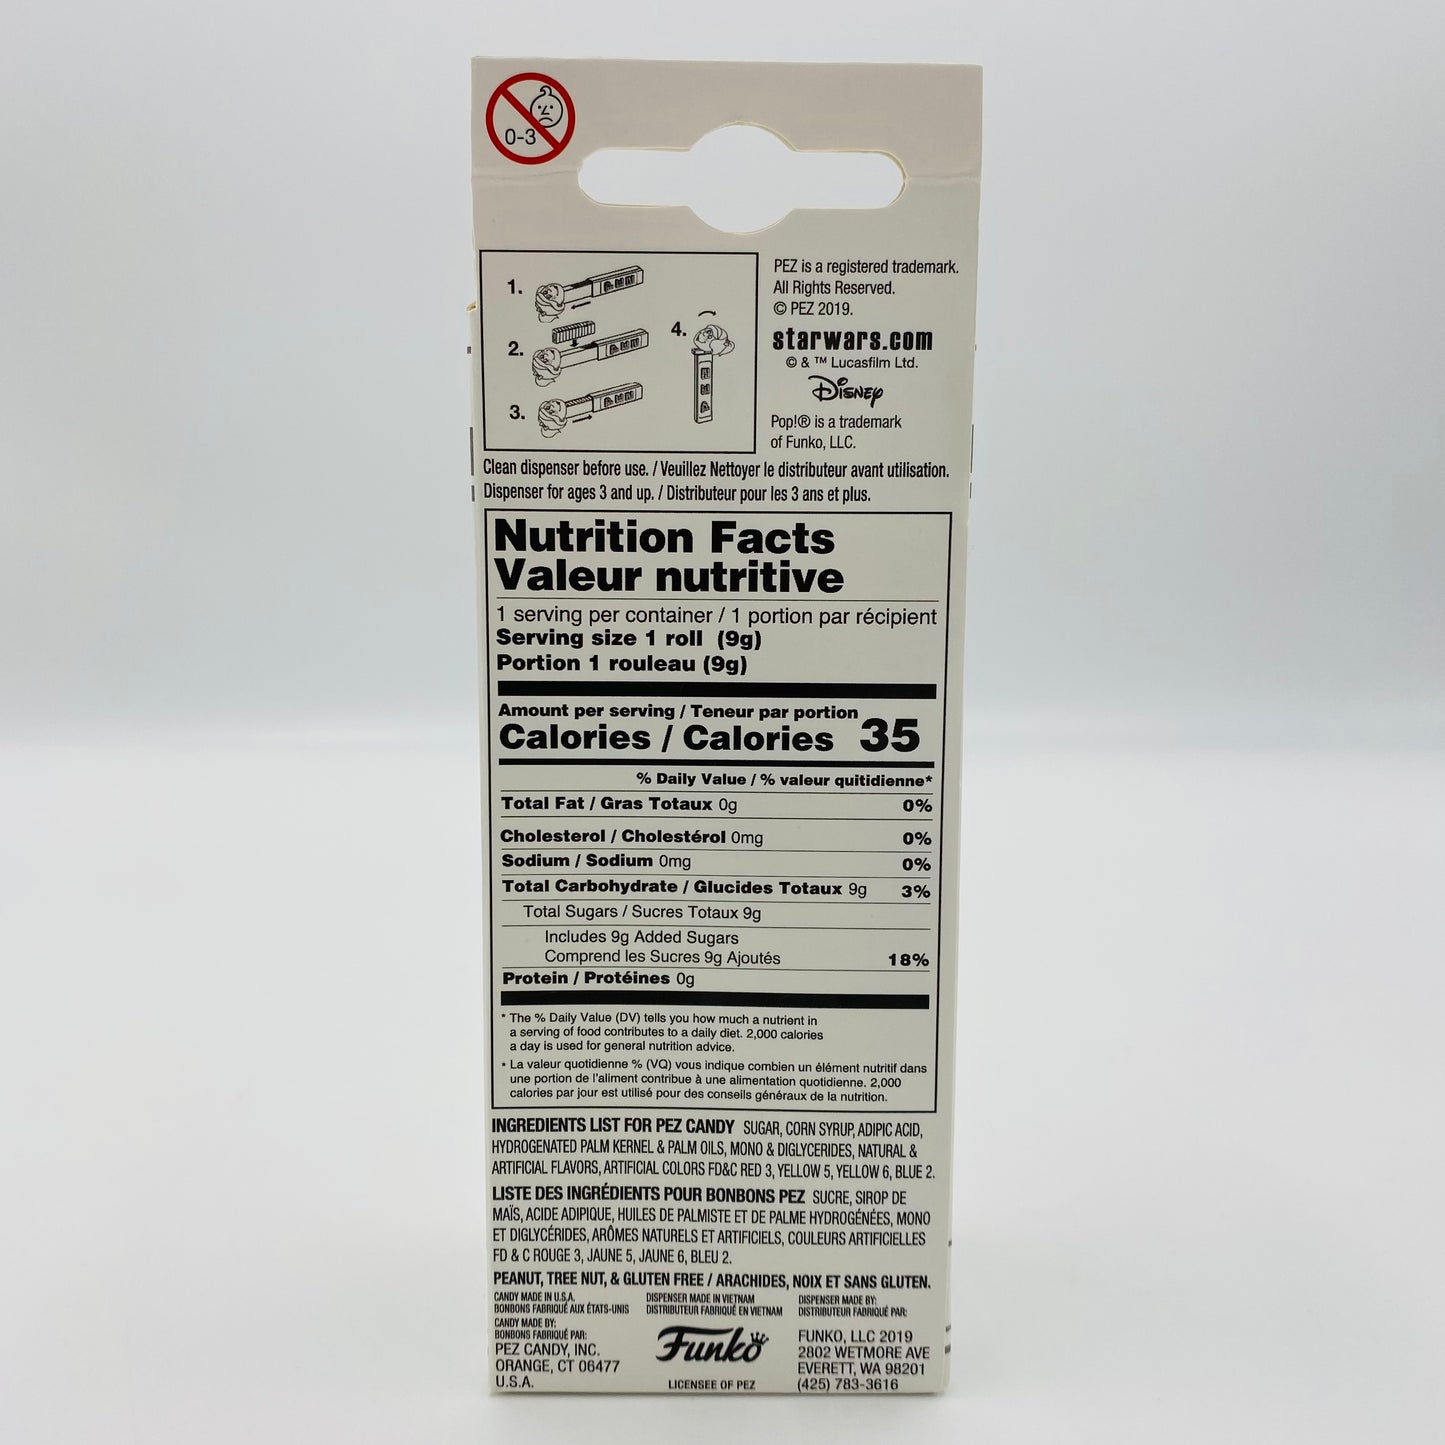 0-3
1.
2.
3.
4.
PEZ is a registered trademark.
All Rights Reserved.
© PEZ 2019.
starwars.com
© & ™ Lucasfilm Ltd.
Disney
Pop!® is a trademark
of Funko, LLC.
Clean dispenser before use. / Veuillez Nettoyer le distributeur avant utilisation.
Dispenser for ages 3 and up. / Distributeur pour les 3 ans et plus.
Nutrition Facts
Valeur nutritive
1 serving per container / 1 portion par récipient
Serving size 1 roll (9g)
Portion 1 rouleau (9g)
Amount per serving / Teneur par portion
Calories / Calories 35
% Daily Value / % valeur quitidienne*
Total Fat / Gras Totaux 0g 0%
Cholesterol / Cholestérol 0mg 0%
Sodium / Sodium 0mg 0%
Total Carbohydrate / Glucides Totaux 9g 3%
Total Sugars / Sucres Totaux 9g
Includes 9g Added Sugars
Comprend les Sucres 9g Ajoutés 18%
Protein / Protéines 0g
* The % Daily Value (DV) tells you how much a nutrient in
a serving of food contributes to a daily diet. 2,000 calories
a day is used for general nutrition advice.
* La valeur quotidienne % (VQ) vous indique combien un élément nutritif dans
une portion de l'aliment contribue à une alimentation quotidienne. 2,000
calories par jour est utilisé pour des conseils généraux de la nutrition.
INGREDIENTS LIST FOR PEZ CANDY SUGAR, CORN SYRUP, ADIPIC ACID,
HYDROGENATED PALM KERNEL & PALM OILS, MONO & DIGLYCERIDES, NATURAL &
ARTIFICIAL FLAVORS, ARTIFICIAL COLORS FD&C RED 3, YELLOW 5, YELLOW 6, BLUE 2.
LISTE DES INGRÉDIENTS POUR BONBONS PEZ SUCRE, SIROP DE
MAÏS, ACIDE ADIPIQUE, HUILES DE PALMISTE ET DE PALME HYDROGÉNÉES, MONO
ET DIGLYCÉRIDES, ARÔMES NATURELS ET ARTIFICIELS, COULEURS ARTIFICIELLES
FD & C ROUGE 3, JAUNE 5, JAUNE 6, BLEU 2.
PEANUT, TREE NUT, & GLUTEN FREE / ARACHIDES, NOIX ET SANS GLUTEN.
CANDY MADE IN U.S.A.
BONBONS FABRIQUÉ AUX ÉTATS-UNIS
CANDY MADE BY:
BONBONS FABRIQUÉ PAR:
PEZ CANDY, INC.
ORANGE, CT 06477
U.S.A.
DISPENSER MADE IN VIETNAM
DISTRIBUTEUR FABRIQUÉ EN VIETNAM
Funko
LICENSEE OF PEZ
DISPENSER MADE BY:
DISTRIBUTEUR FABRIQUÉ PAR:
FUNKO, LLC 2019
2802 WETMORE AVE
EVERETT, WA 98201
(425) 783-3616